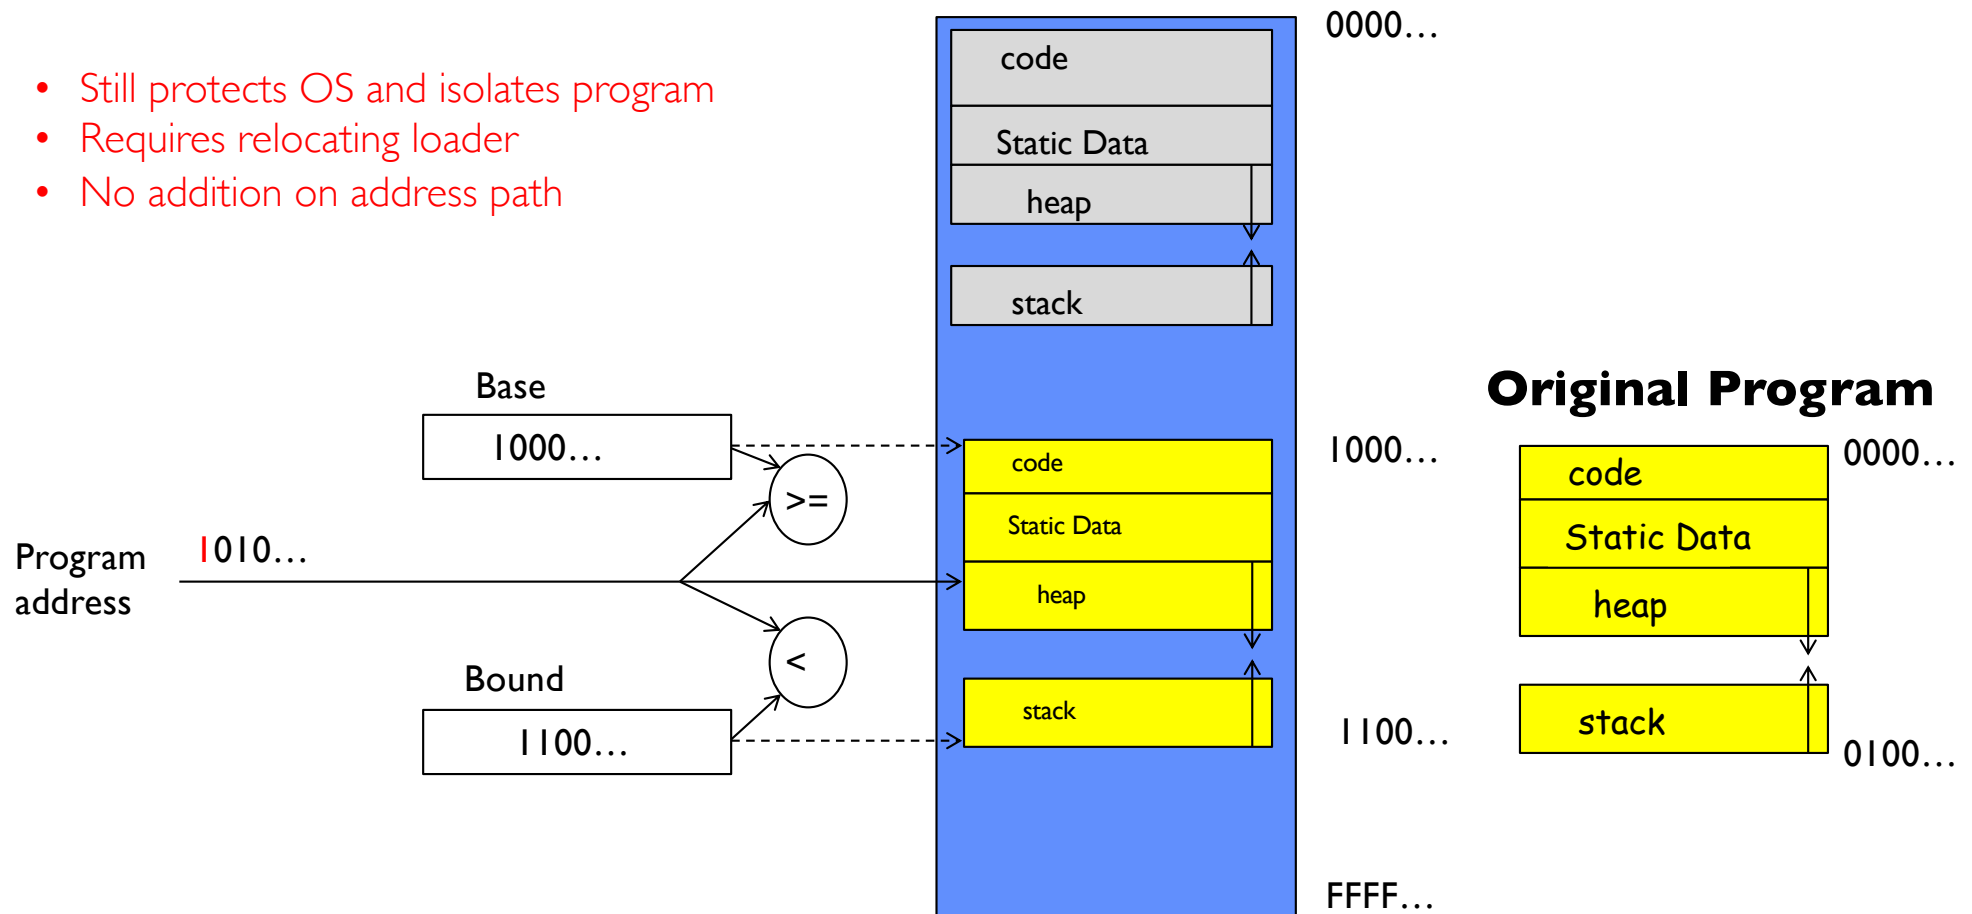 • Still protects OS and isolates program
• Requires relocating loader
• No addition on address path
0000…
code
Static Data
heap
stack
Base
1000…
>=
Program
address
1010…
<
Bound
1100…
code
Static Data
heap
stack
1000…
1100…
FFFF…
Original Program
code
Static Data
heap
stack
0000…
0100…